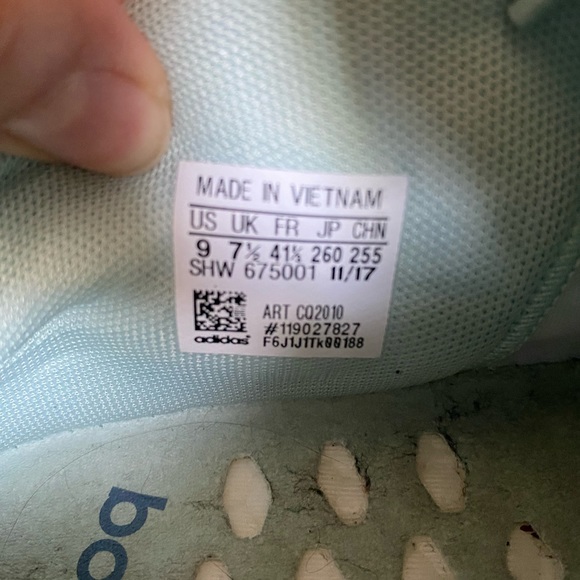 MADE IN VIETNAM
US UK FR JP CHN
9 7½ 41⅓ 260 255
SHW 675001 11/17
ART CQ2010
#119027827
adidas F6J1J1Tk00188
bo